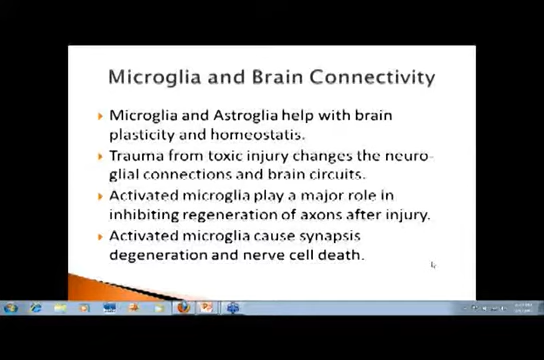 Microglia and Brain Connectivity
Microglia and Astroglia help with brain
plasticity and homeostatis.
Trauma from toxic injury changes the neuro-
glial connections and brain circuits.
Activated microglia play a major role in
inhibiting regeneration of axons after injury.
Activated microglia cause synapsis
degeneration and nerve cell death.